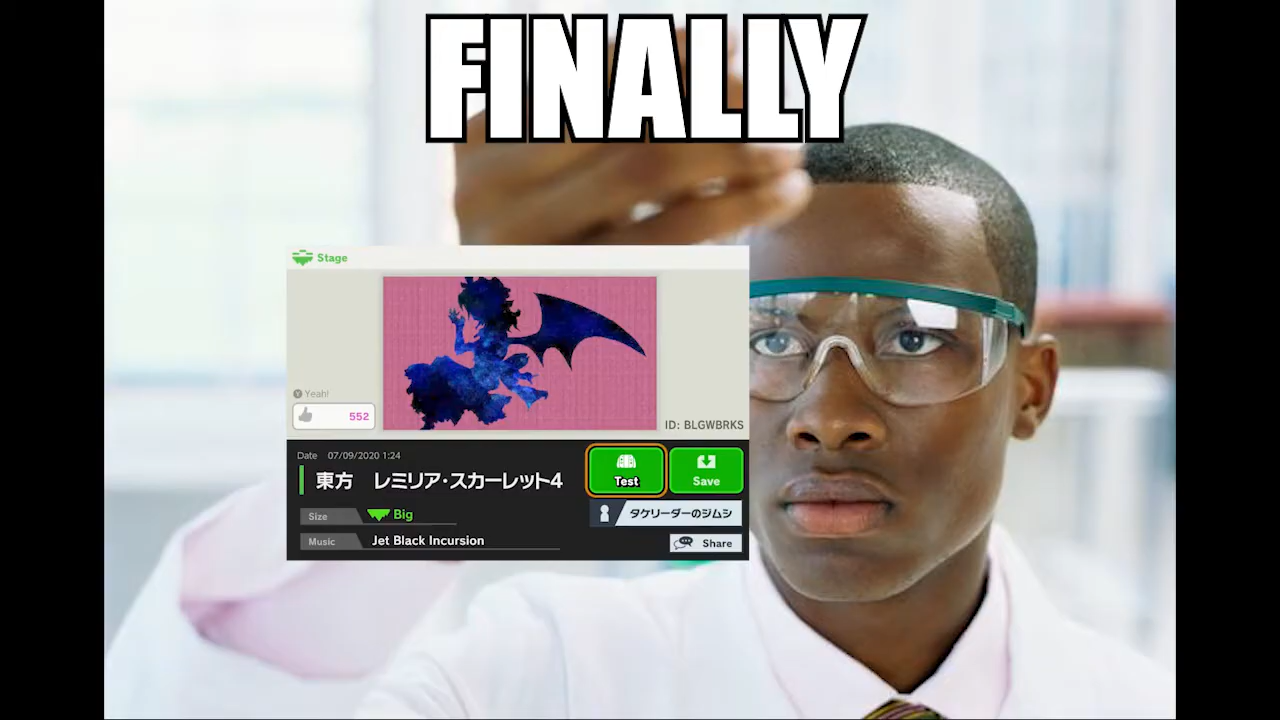 FINALLY
Stage
Yeah!
552
ID: BLGWBRKS
Date 07/09/2020 1:24
東方　レミリア・スカーレット4
Test
Save
Size Big
タケリーダーのジムシ
Music Jet Black Incursion
Share